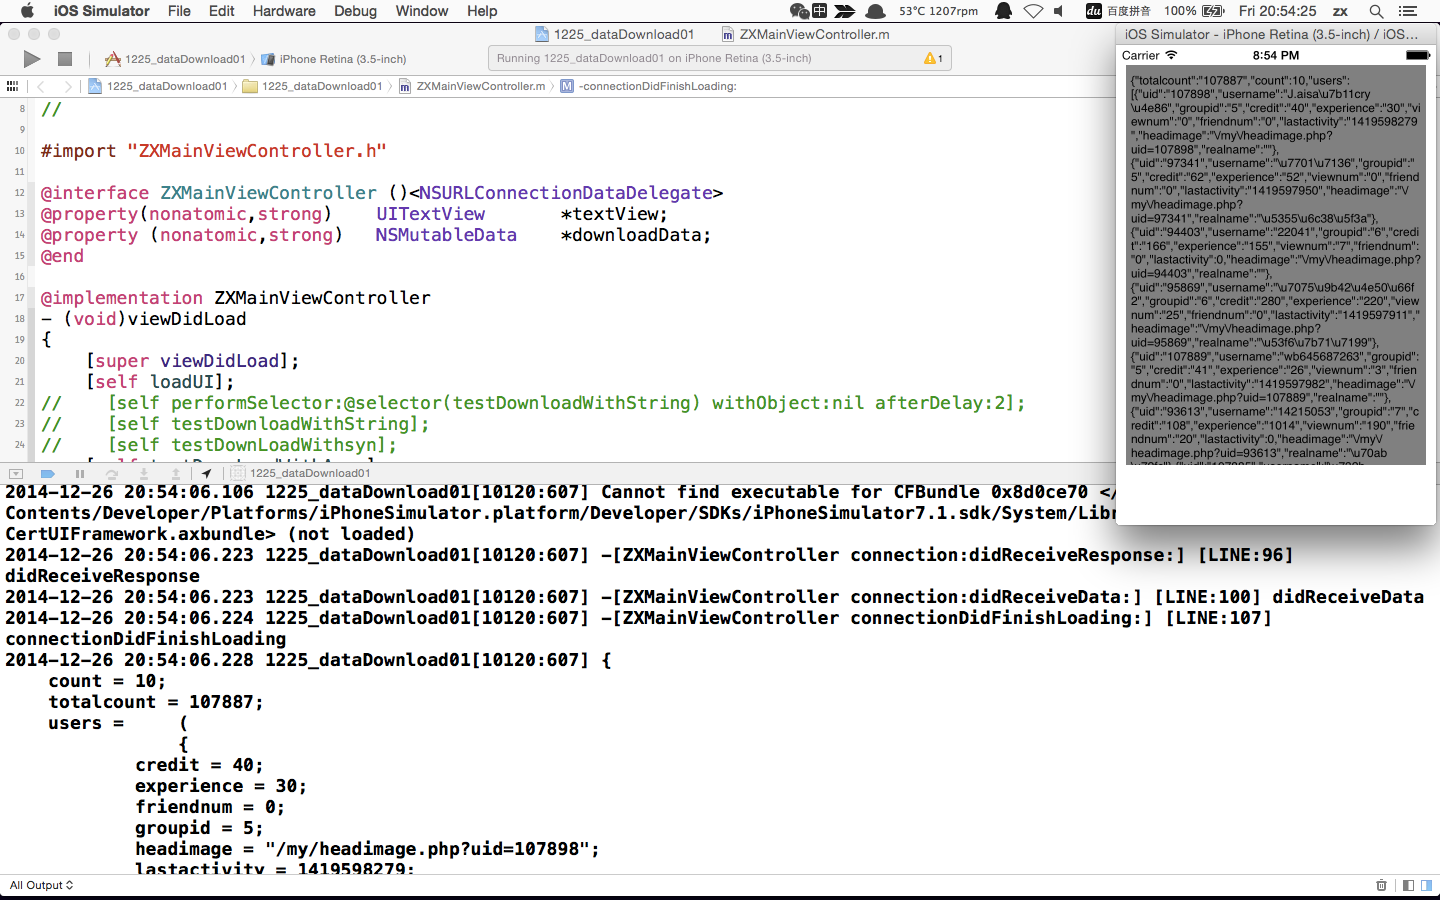 iOS Simulator File Edit Hardware Debug Window Help 中 53°C 1207rpm du 百度拼音 100% Fri 20:54:25 zx
1225_dataDownload01 ZXMainViewController.m
1225_dataDownload01 〉 iPhone Retina (3.5-inch) Running 1225_dataDownload01 on iPhone Retina (3.5-inch) 1
1225_dataDownload01 〉 1225_dataDownload01 〉 ZXMainViewController.m 〉 M -connectionDidFinishLoading:
8 //
9
10 #import "ZXMainViewController.h"
11
12 @interface ZXMainViewController ()<NSURLConnectionDataDelegate>
13 @property(nonatomic,strong) UITextView *textView;
14 @property (nonatomic,strong) NSMutableData *downloadData;
15 @end
16
17 @implementation ZXMainViewController
18 - (void)viewDidLoad
19 {
20 [super viewDidLoad];
21 [self loadUI];
22 // [self performSelector:@selector(testDownloadWithString) withObject:nil afterDelay:2];
23 // [self testDownloadWithString];
24 // [self testDownLoadWithsyn];
1225_dataDownload01
2014-12-26 20:54:06.106 1225_dataDownload01[10120:607] Cannot find executable for CFBundle 0x8d0ce70 </
Contents/Developer/Platforms/iPhoneSimulator.platform/Developer/SDKs/iPhoneSimulator7.1.sdk/System/Libr
CertUIFramework.axbundle> (not loaded)
2014-12-26 20:54:06.223 1225_dataDownload01[10120:607] -[ZXMainViewController connection:didReceiveResponse:] [LINE:96]
didReceiveResponse
2014-12-26 20:54:06.223 1225_dataDownload01[10120:607] -[ZXMainViewController connection:didReceiveData:] [LINE:100] didReceiveData
2014-12-26 20:54:06.224 1225_dataDownload01[10120:607] -[ZXMainViewController connectionDidFinishLoading:] [LINE:107]
connectionDidFinishLoading
2014-12-26 20:54:06.228 1225_dataDownload01[10120:607] {
count = 10;
totalcount = 107887;
users = (
{
credit = 40;
experience = 30;
friendnum = 0;
groupid = 5;
headimage = "/my/headimage.php?uid=107898";
lastactivity = 1419598279;
All Output
iOS Simulator - iPhone Retina (3.5-inch) / iOS...
Carrier 8:54 PM
{"totalcount":"107887","count":10,"users":
[{"uid":"107898","username":"J.aisa\u7b11cry
\u4e86","groupid":"5","credit":"40","experience":"30","vi
ewnum":"0","friendnum":"0","lastactivity":"1419598279
","headimage":"\/my\/headimage.php?
uid=107898","realname":""},
{"uid":"97341","username":"\u7701\u7136","groupid":"
5","credit":"62","experience":"52","viewnum":"0","friend
num":"0","lastactivity":"1419597950","headimage":"\/
my\/headimage.php?
uid=97341","realname":"\u5355\u6c38\u5f3a"},
{"uid":"94403","username":"22041","groupid":"6","credi
t":"166","experience":"155","viewnum":"7","friendnum":
"0","lastactivity":0,"headimage":"\/my\/headimage.php?
uid=94403","realname":""},
{"uid":"95869","username":"\u7075\u9b42\u4e50\u66f
2","groupid":"6","credit":"280","experience":"220","view
num":"25","friendnum":"0","lastactivity":"1419597911","
headimage":"\/my\/headimage.php?
uid=95869","realname":"\u53f6\u7b71\u7199"},
{"uid":"107889","username":"wb645687263","groupid":
"5","credit":"41","experience":"26","viewnum":"3","frien
dnum":"0","lastactivity":"1419597982","headimage":"\/
my\/headimage.php?uid=107889","realname":""},
{"uid":"93613","username":"14215053","groupid":"7","c
redit":"108","experience":"1014","viewnum":"190","frie
ndnum":"20","lastactivity":0,"headimage":"\/my\/
headimage.php?uid=93613","realname":"\u70ab